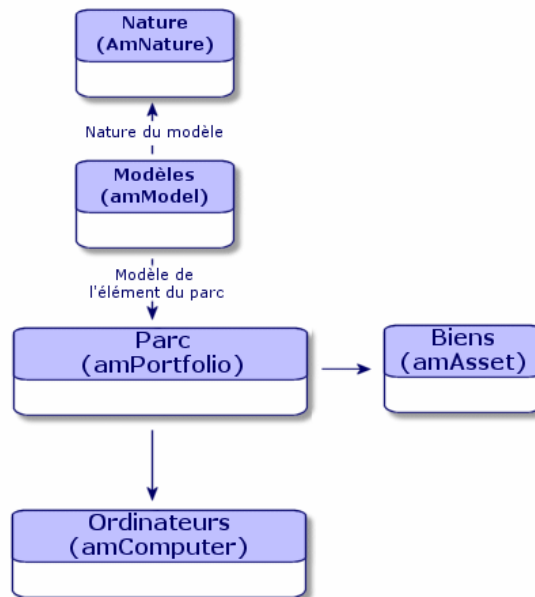 Nature
(AmNature)
Nature du modèle
Modèles
(amModel)
Modèle de
l'élément du parc
Parc
(amPortfolio)
Biens
(amAsset)
Ordinateurs
(amComputer)